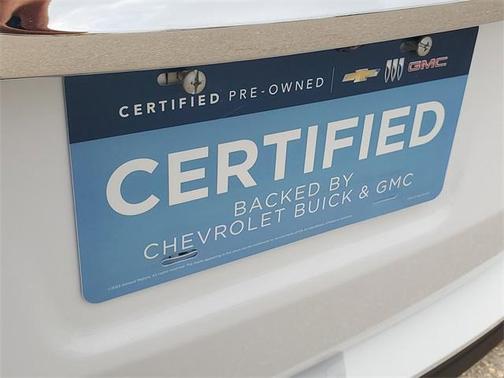 CERTIFIED PRE-OWNED GMC
CERTIFIED
BACKED BY
CHEVROLET BUICK & GMC